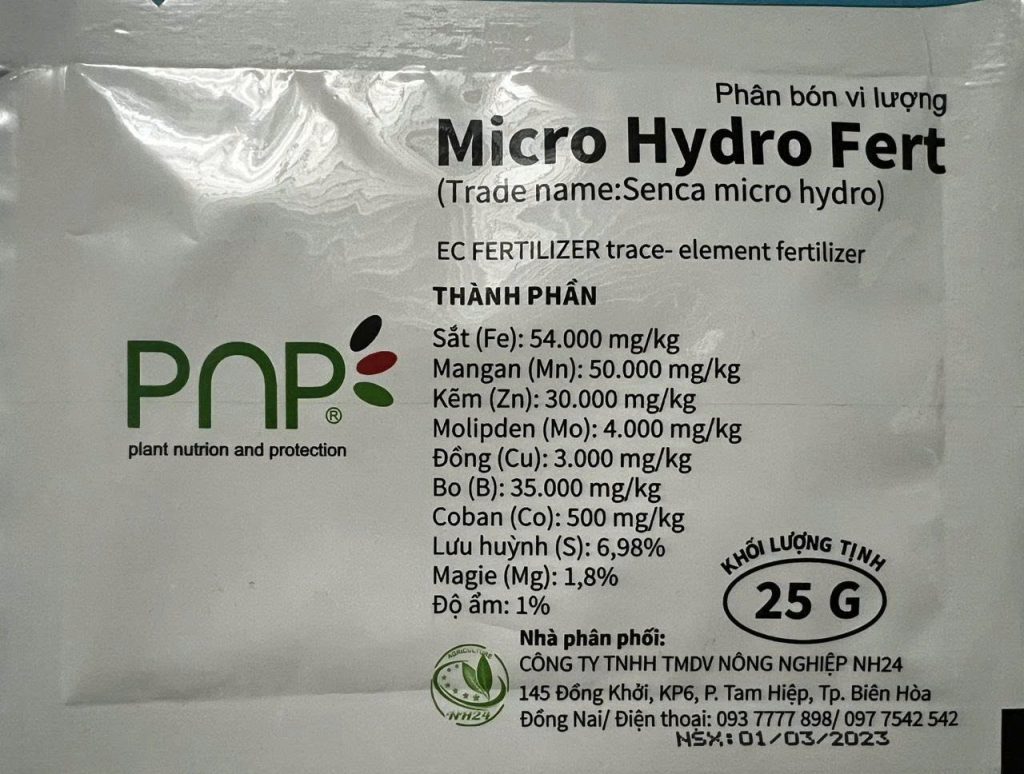 Phân bón vi lượng
Micro Hydro Fert
(Trade name:Senca micro hydro)
EC FERTILIZER trace- element fertilizer
THÀNH PHẦN
Sắt (Fe): 54.000 mg/kg
Mangan (Mn): 50.000 mg/kg
Kẽm (Zn): 30.000 mg/kg
Molipden (Mo): 4.000 mg/kg
Đồng (Cu): 3.000 mg/kg
Bo (B): 35.000 mg/kg
Coban (Co): 500 mg/kg
Lưu huỳnh (S): 6,98%
Magie (Mg): 1,8%
Độ ẩm: 1%
PNP®
plant nutrion and protection
KHỐI LƯỢNG TỊNH
25 G
AGRICULTURE
NH24
Nhà phân phối:
CÔNG TY TNHH TMDV NÔNG NGHIỆP NH24
145 Đồng Khởi, KP6, P. Tam Hiệp, Tp. Biên Hòa
Đồng Nai/ Điện thoại: 093 7777 898/ 097 7542 542
NSX:01/03/2023